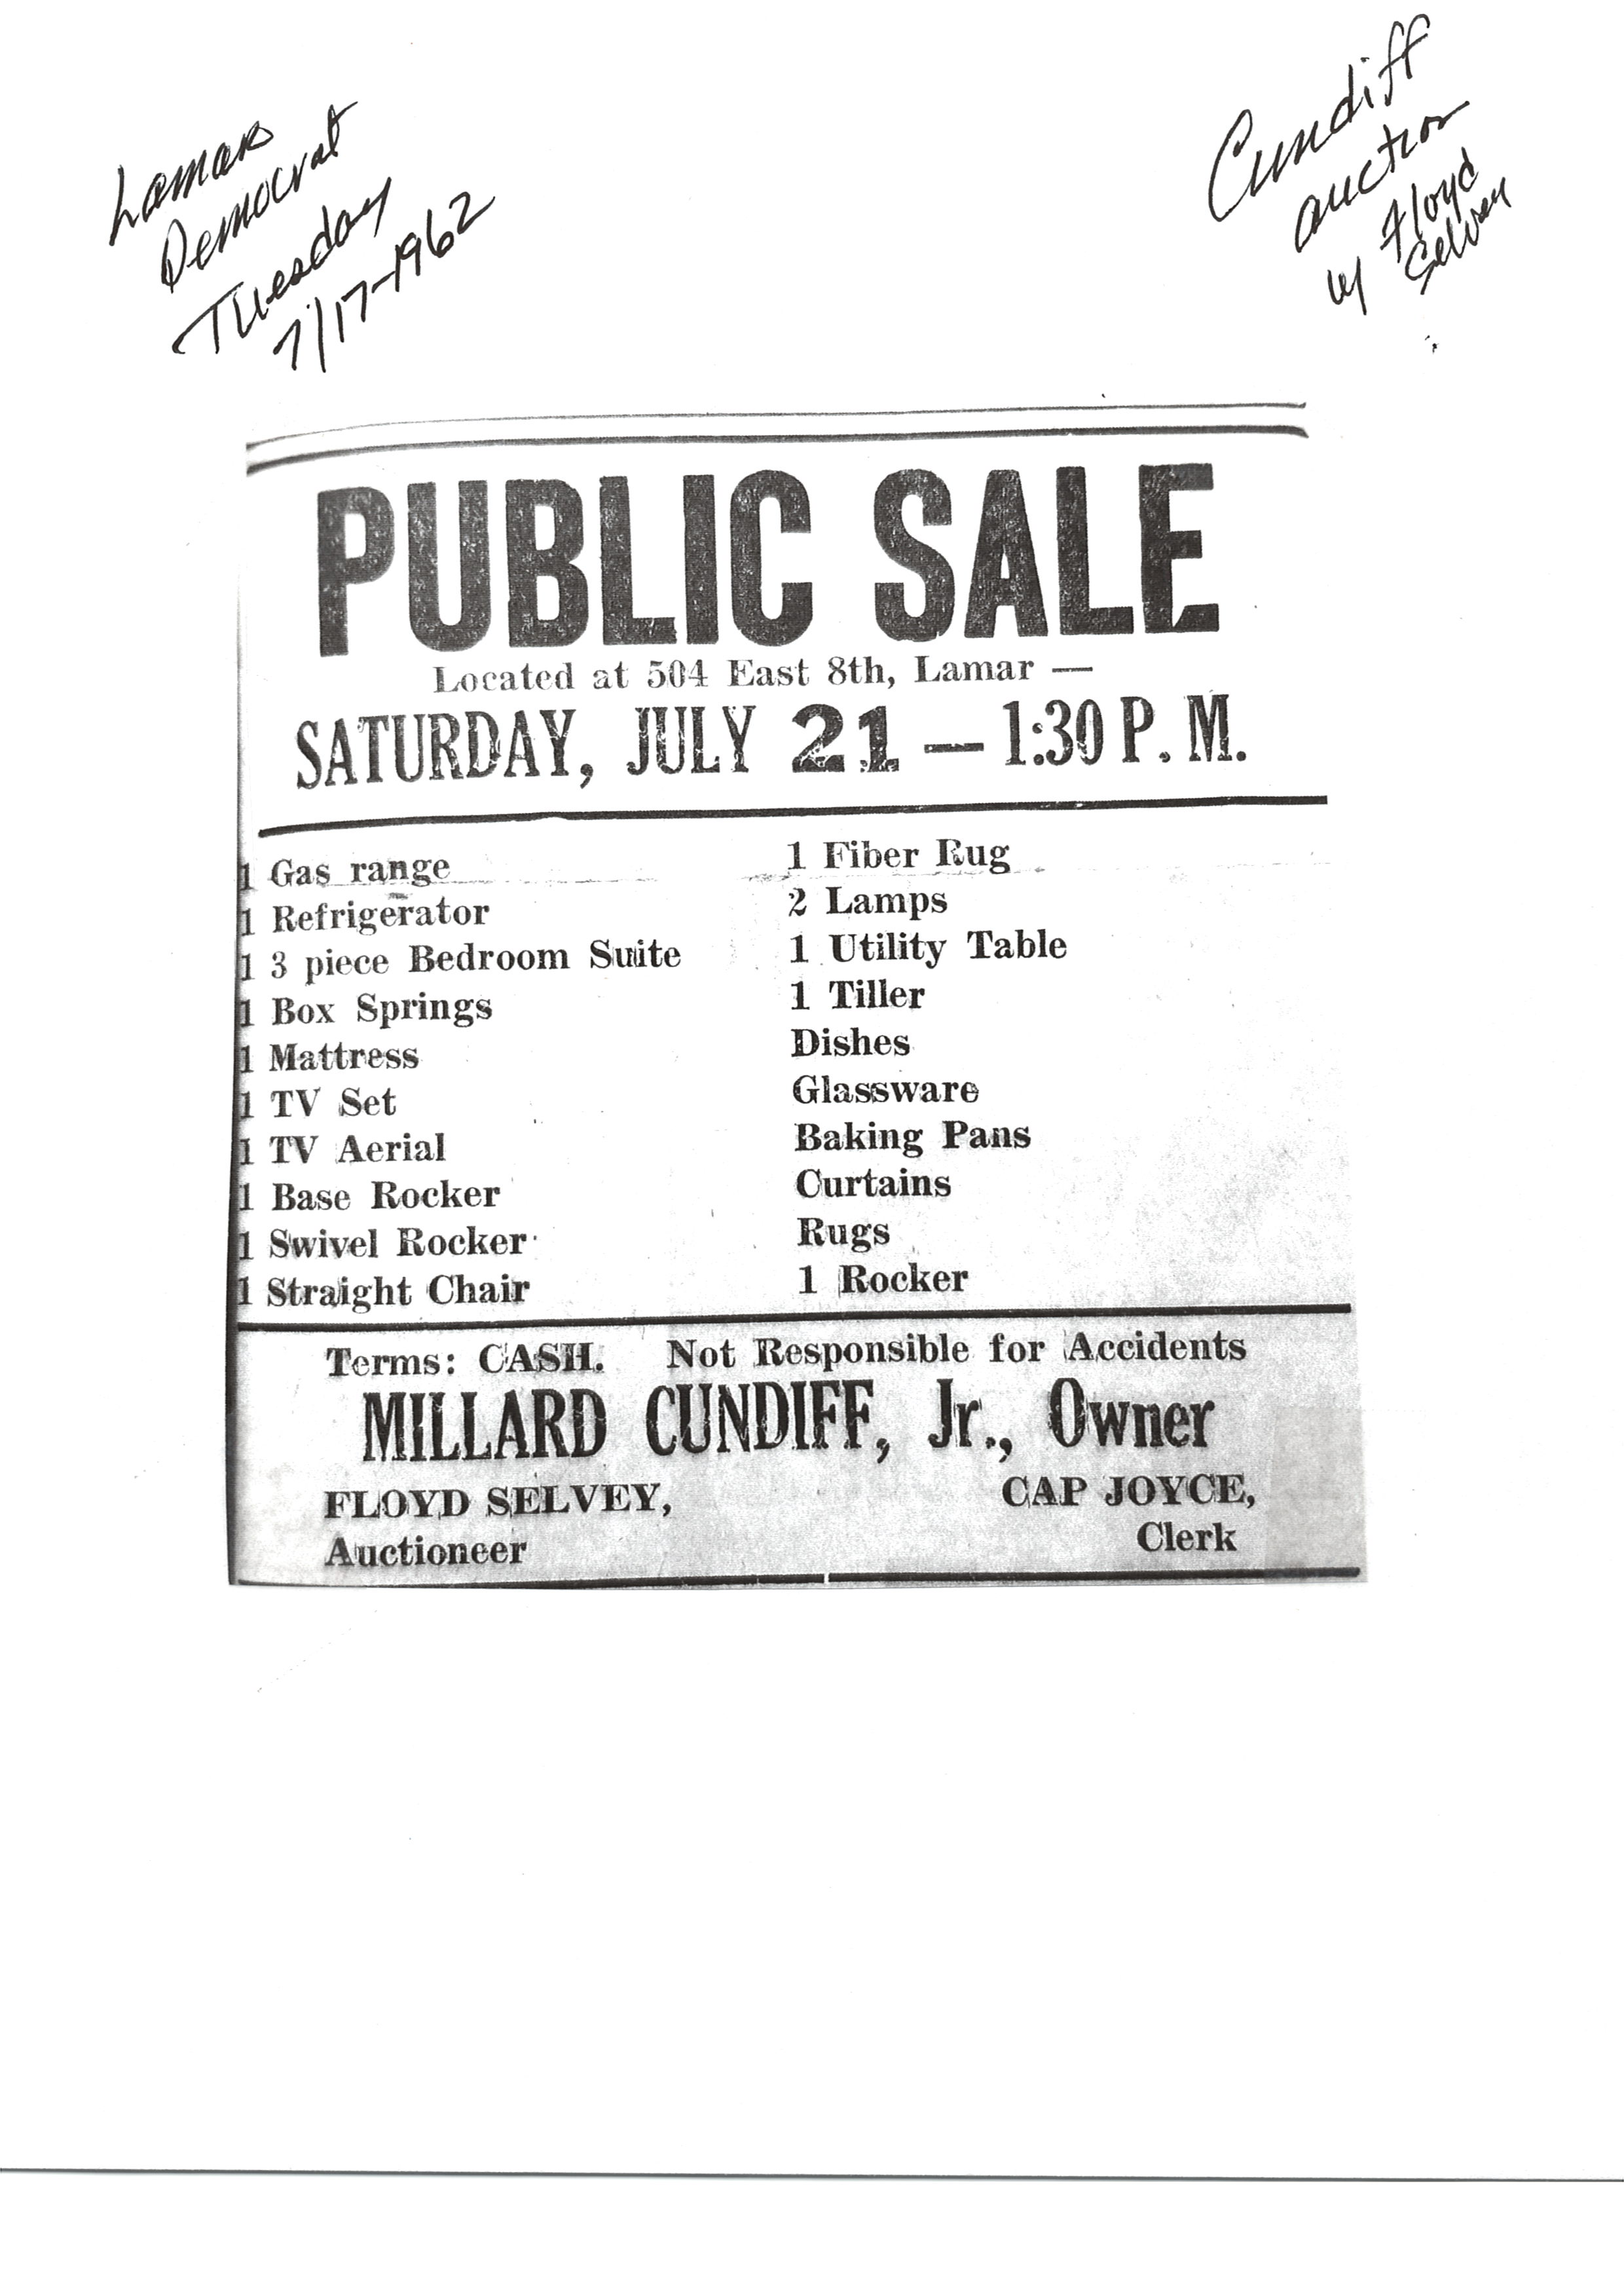 Lamar
Democrat
Tuesday
7/17-1962
Cundiff
auction
w/ Floyd
Selvey
PUBLIC SALE
Located at 504 East 8th, Lamar —
SATURDAY, JULY 21 — 1:30 P. M.
1 Gas range
1 Refrigerator
1 3 piece Bedroom Suite
1 Box Springs
1 Mattress
1 TV Set
1 TV Aerial
1 Base Rocker
1 Swivel Rocker
1 Straight Chair
1 Fiber Rug
2 Lamps
1 Utility Table
1 Tiller
Dishes
Glassware
Baking Pans
Curtains
Rugs
1 Rocker
Terms: CASH. Not Responsible for Accidents
MILLARD CUNDIFF, Jr., Owner
FLOYD SELVEY,
Auctioneer
CAP JOYCE,
Clerk